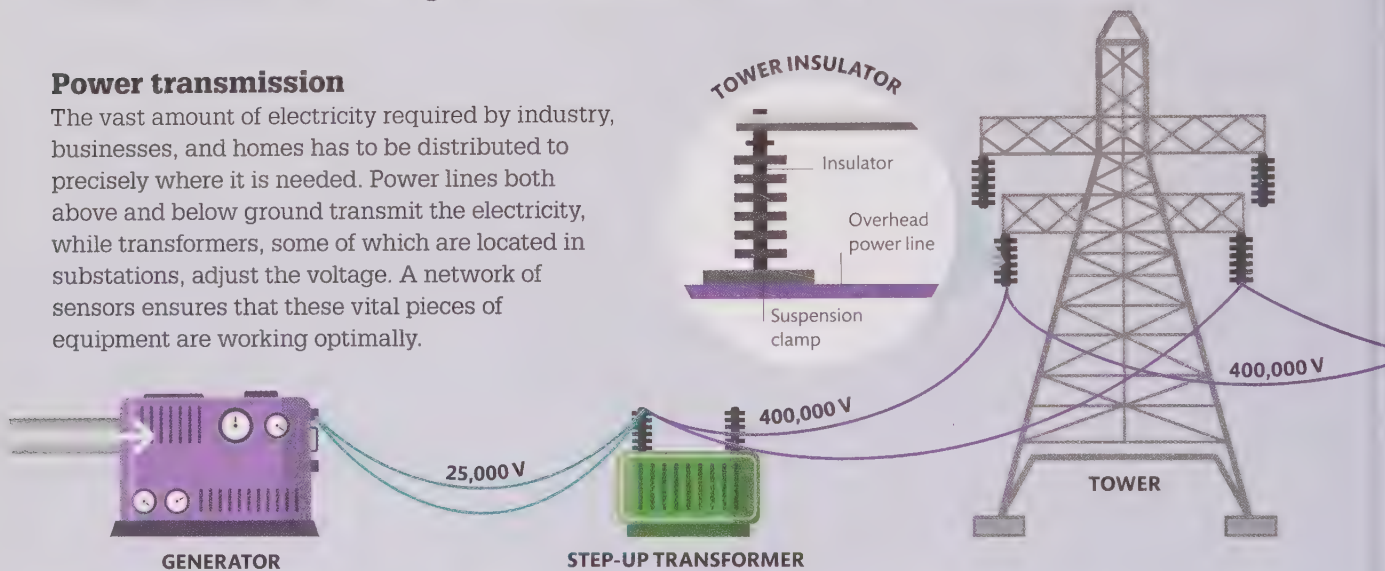 Power transmission
The vast amount of electricity required by industry,
businesses, and homes has to be distributed to
precisely where it is needed. Power lines both
above and below ground transmit the electricity,
while transformers, some of which are located in
substations, adjust the voltage. A network of
sensors ensures that these vital pieces of
equipment are working optimally.
TOWER INSULATOR
Insulator
Overhead
power line
Suspension
clamp
25,000 V
400,000 V
400,000 V
GENERATOR
STEP-UP TRANSFORMER
TOWER